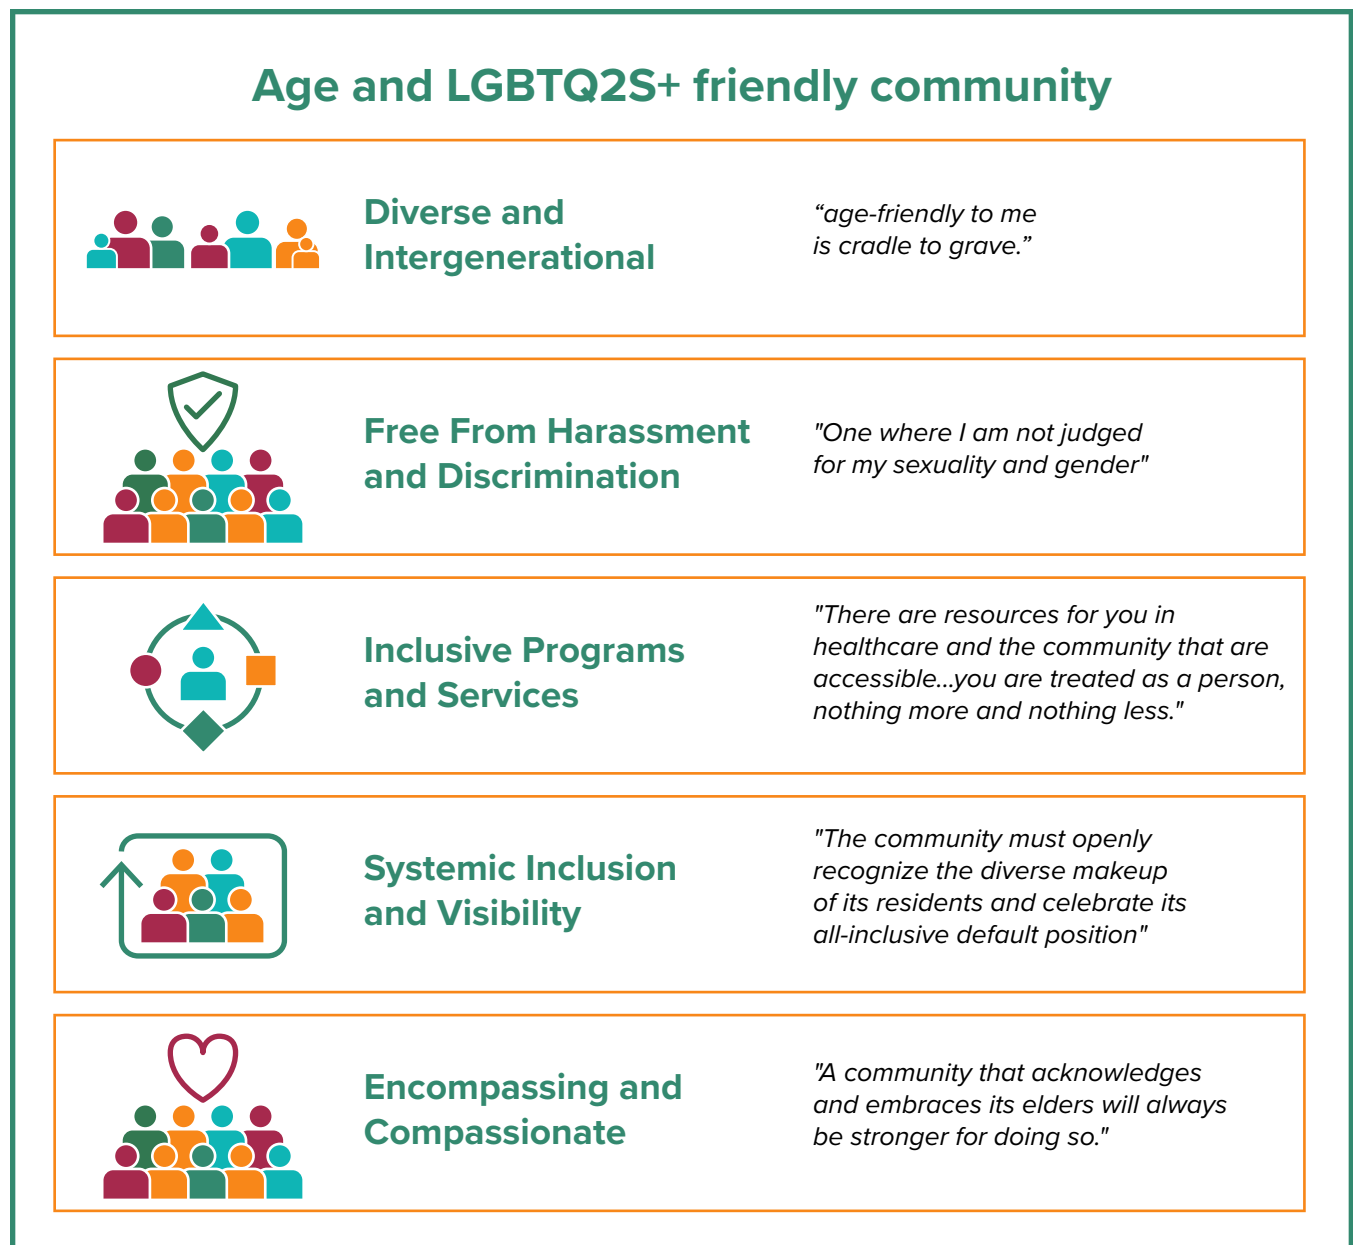 Age and LGBTQ2S+ friendly community
Diverse and
Intergenerational
“age-friendly to me
is cradle to grave.”
Free From Harassment
and Discrimination
"One where I am not judged
for my sexuality and gender"
Inclusive Programs
and Services
"There are resources for you in
healthcare and the community that are
accessible...you are treated as a person,
nothing more and nothing less."
Systemic Inclusion
and Visibility
"The community must openly
recognize the diverse makeup
of its residents and celebrate its
all-inclusive default position"
Encompassing and
Compassionate
"A community that acknowledges
and embraces its elders will always
be stronger for doing so."